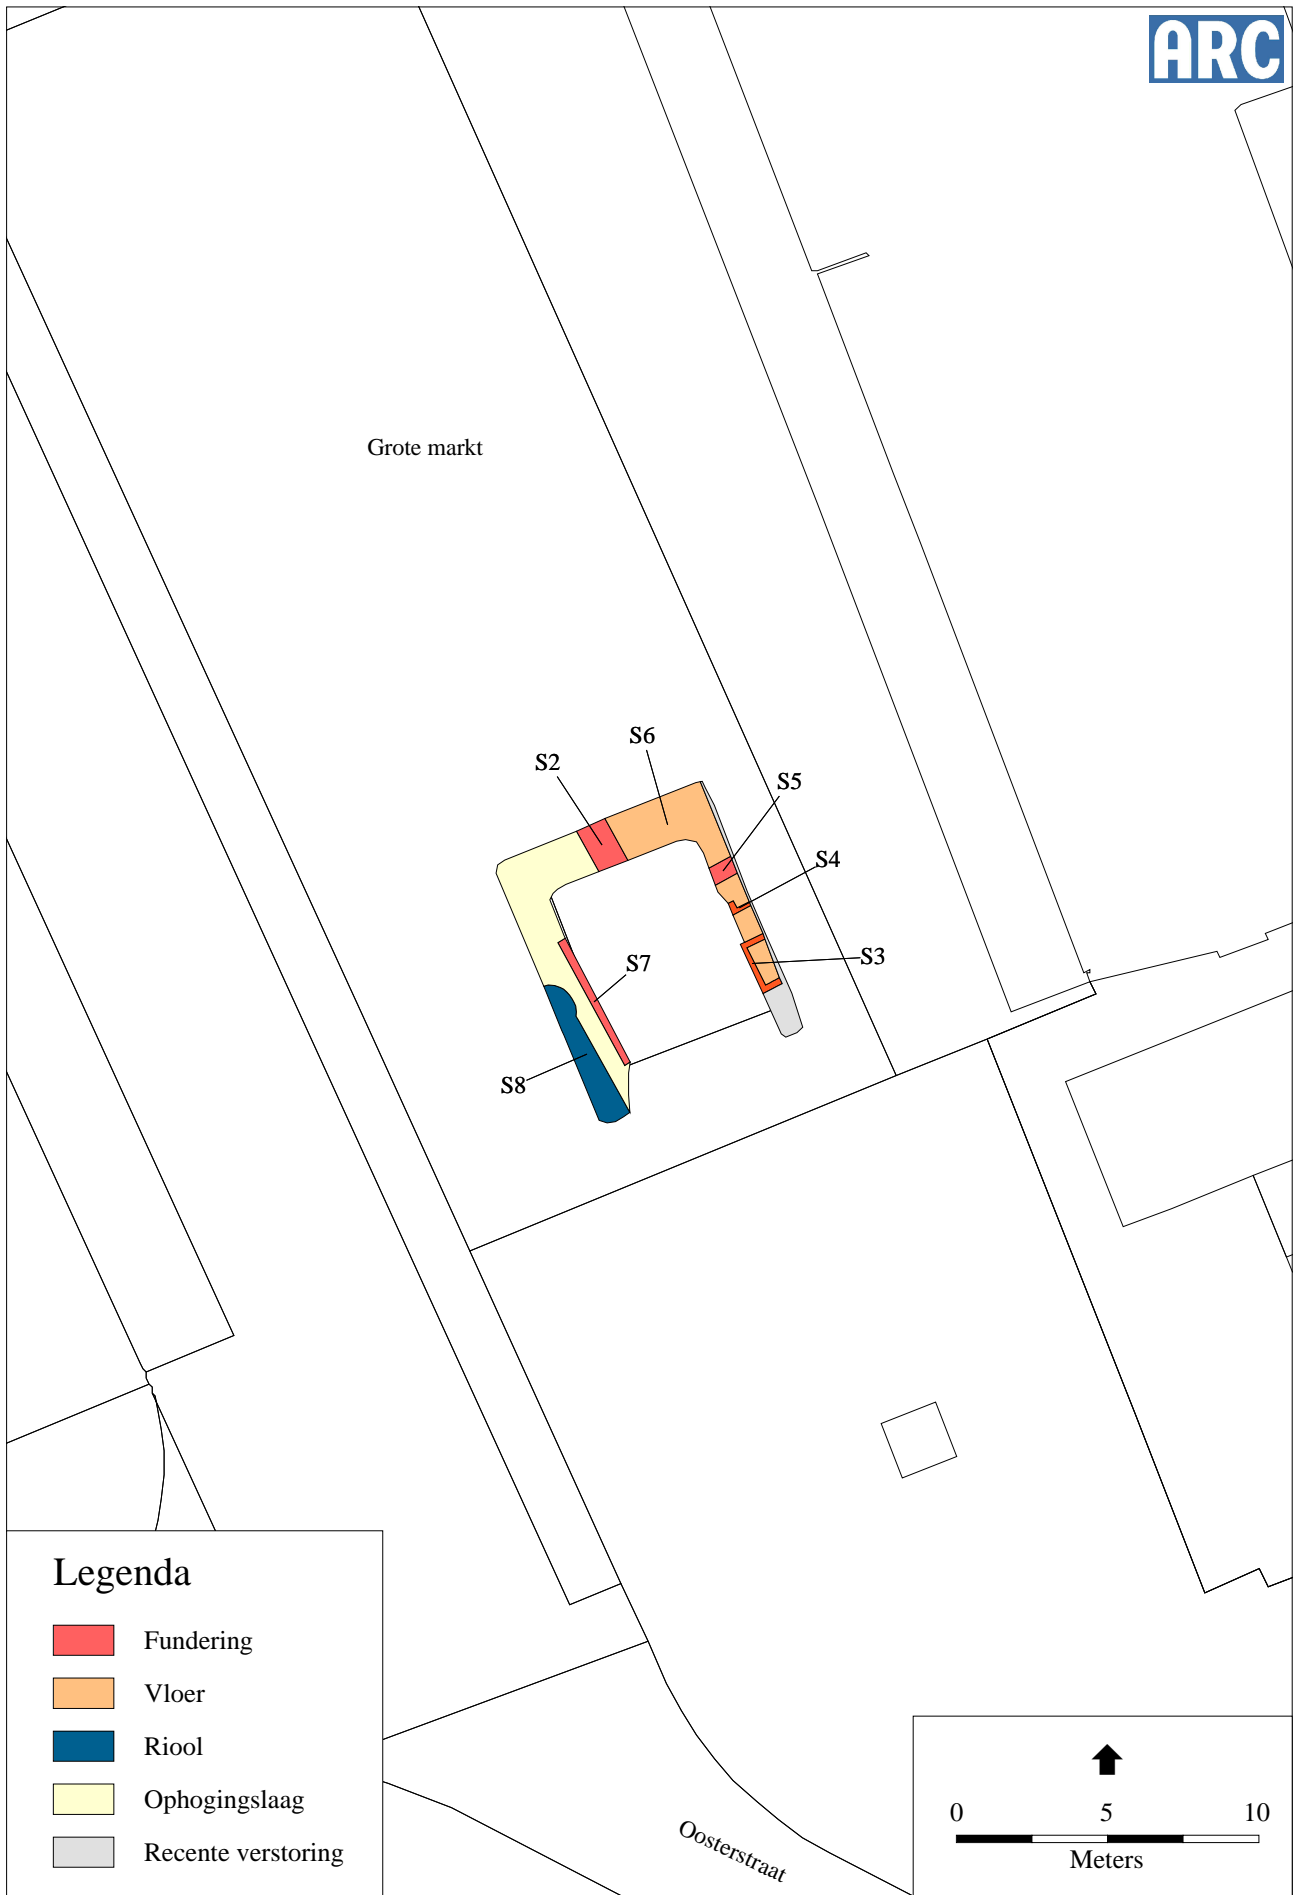 ARC
Grote markt
S6
S2
S5
S4
S3
S7
S8
Legenda
Fundering
Vloer
Riool
Ophogingslaag
Recente verstoring
Oosterstraat
0 5 10
Meters